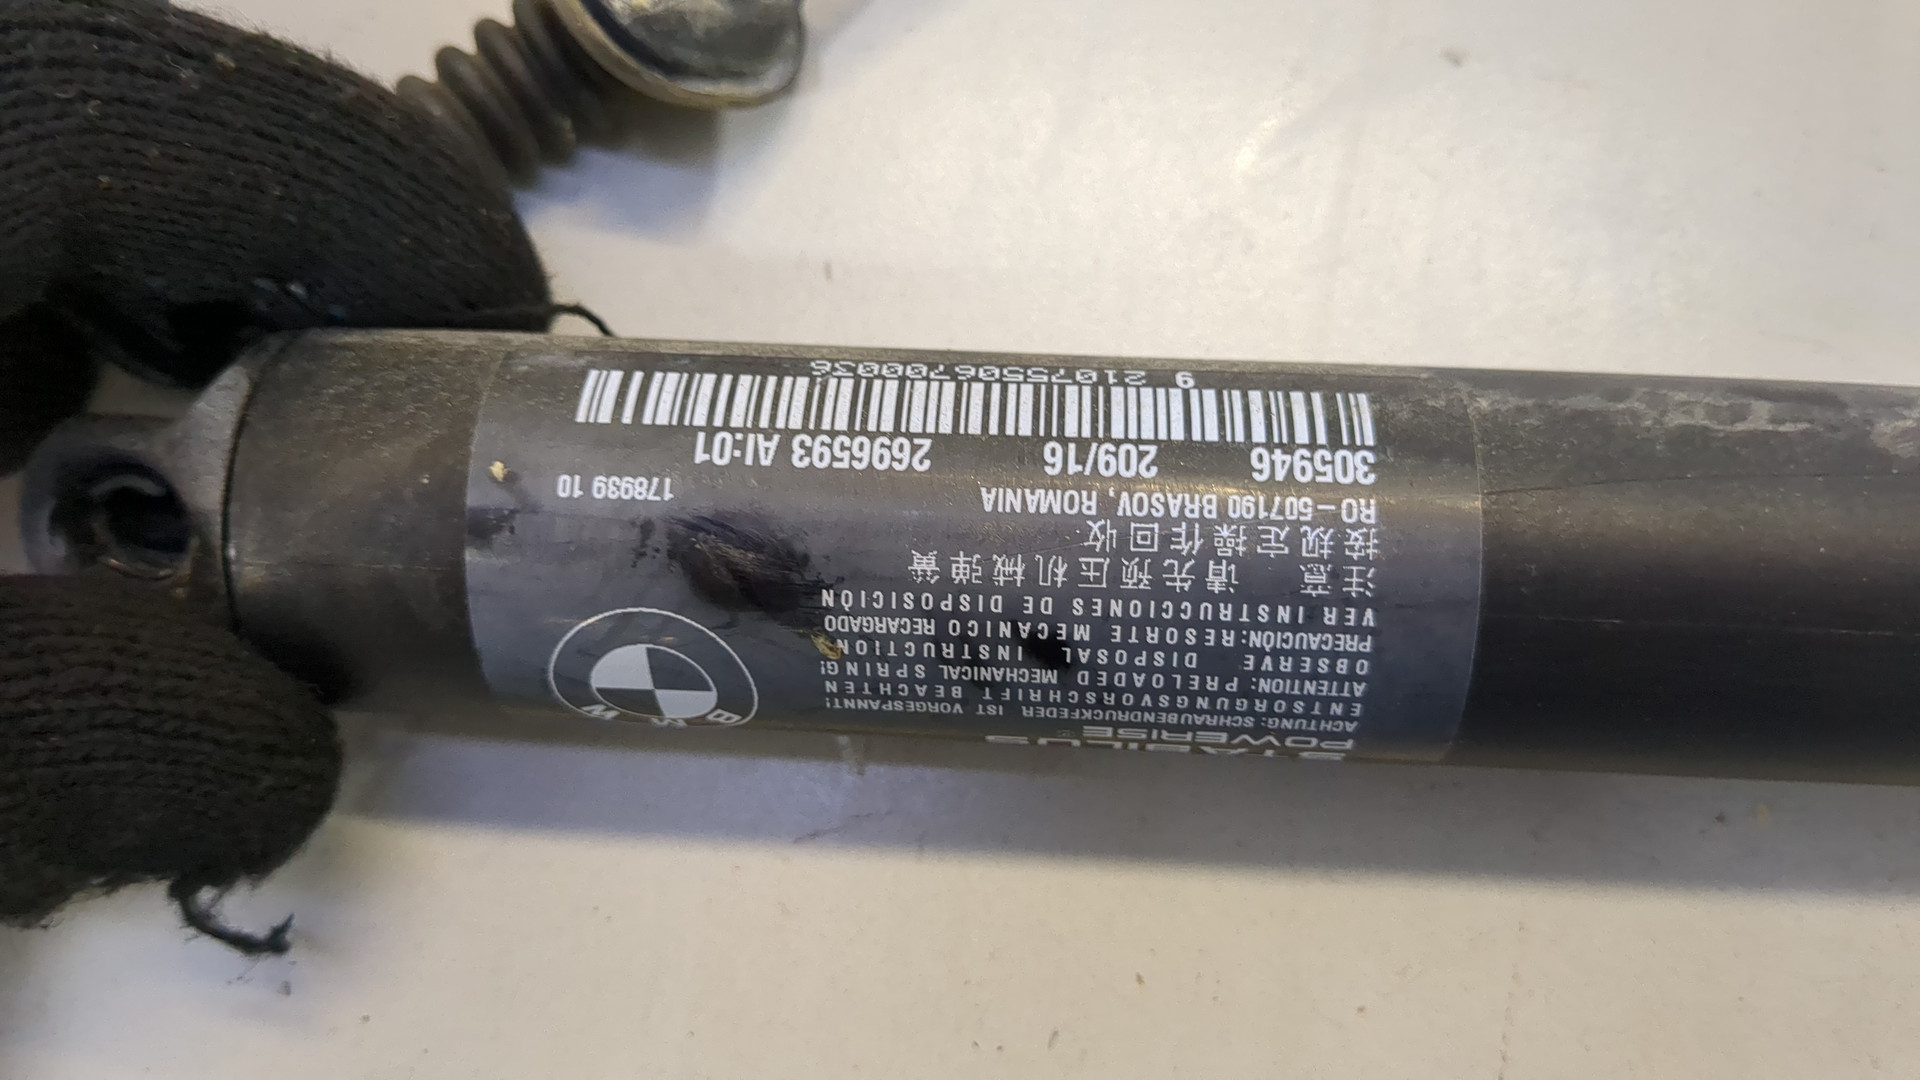 STABILUS
POWERISE
ACHTUNG: SCHRAUBENDRUCKFEDER IST VORGESPANNT!
ENTSORGUNGSVORSCHRIFT BEACHTEN
ATTENTION: PRELOADED MECHANICAL SPRING!
OBSERVE DISPOSAL INSTRUCTION
PRECAUCIÓN: RESORTE MECANICO RECARGADO
VER INSTRUCCIONES DE DISPOSICIÓN
注意 请先预压机械弹簧
按规定操作回收
BMW
RO-507190 BRASOV, ROMANIA
178939 10
305946 209/16 2696593 AI:01
9 21075506700036